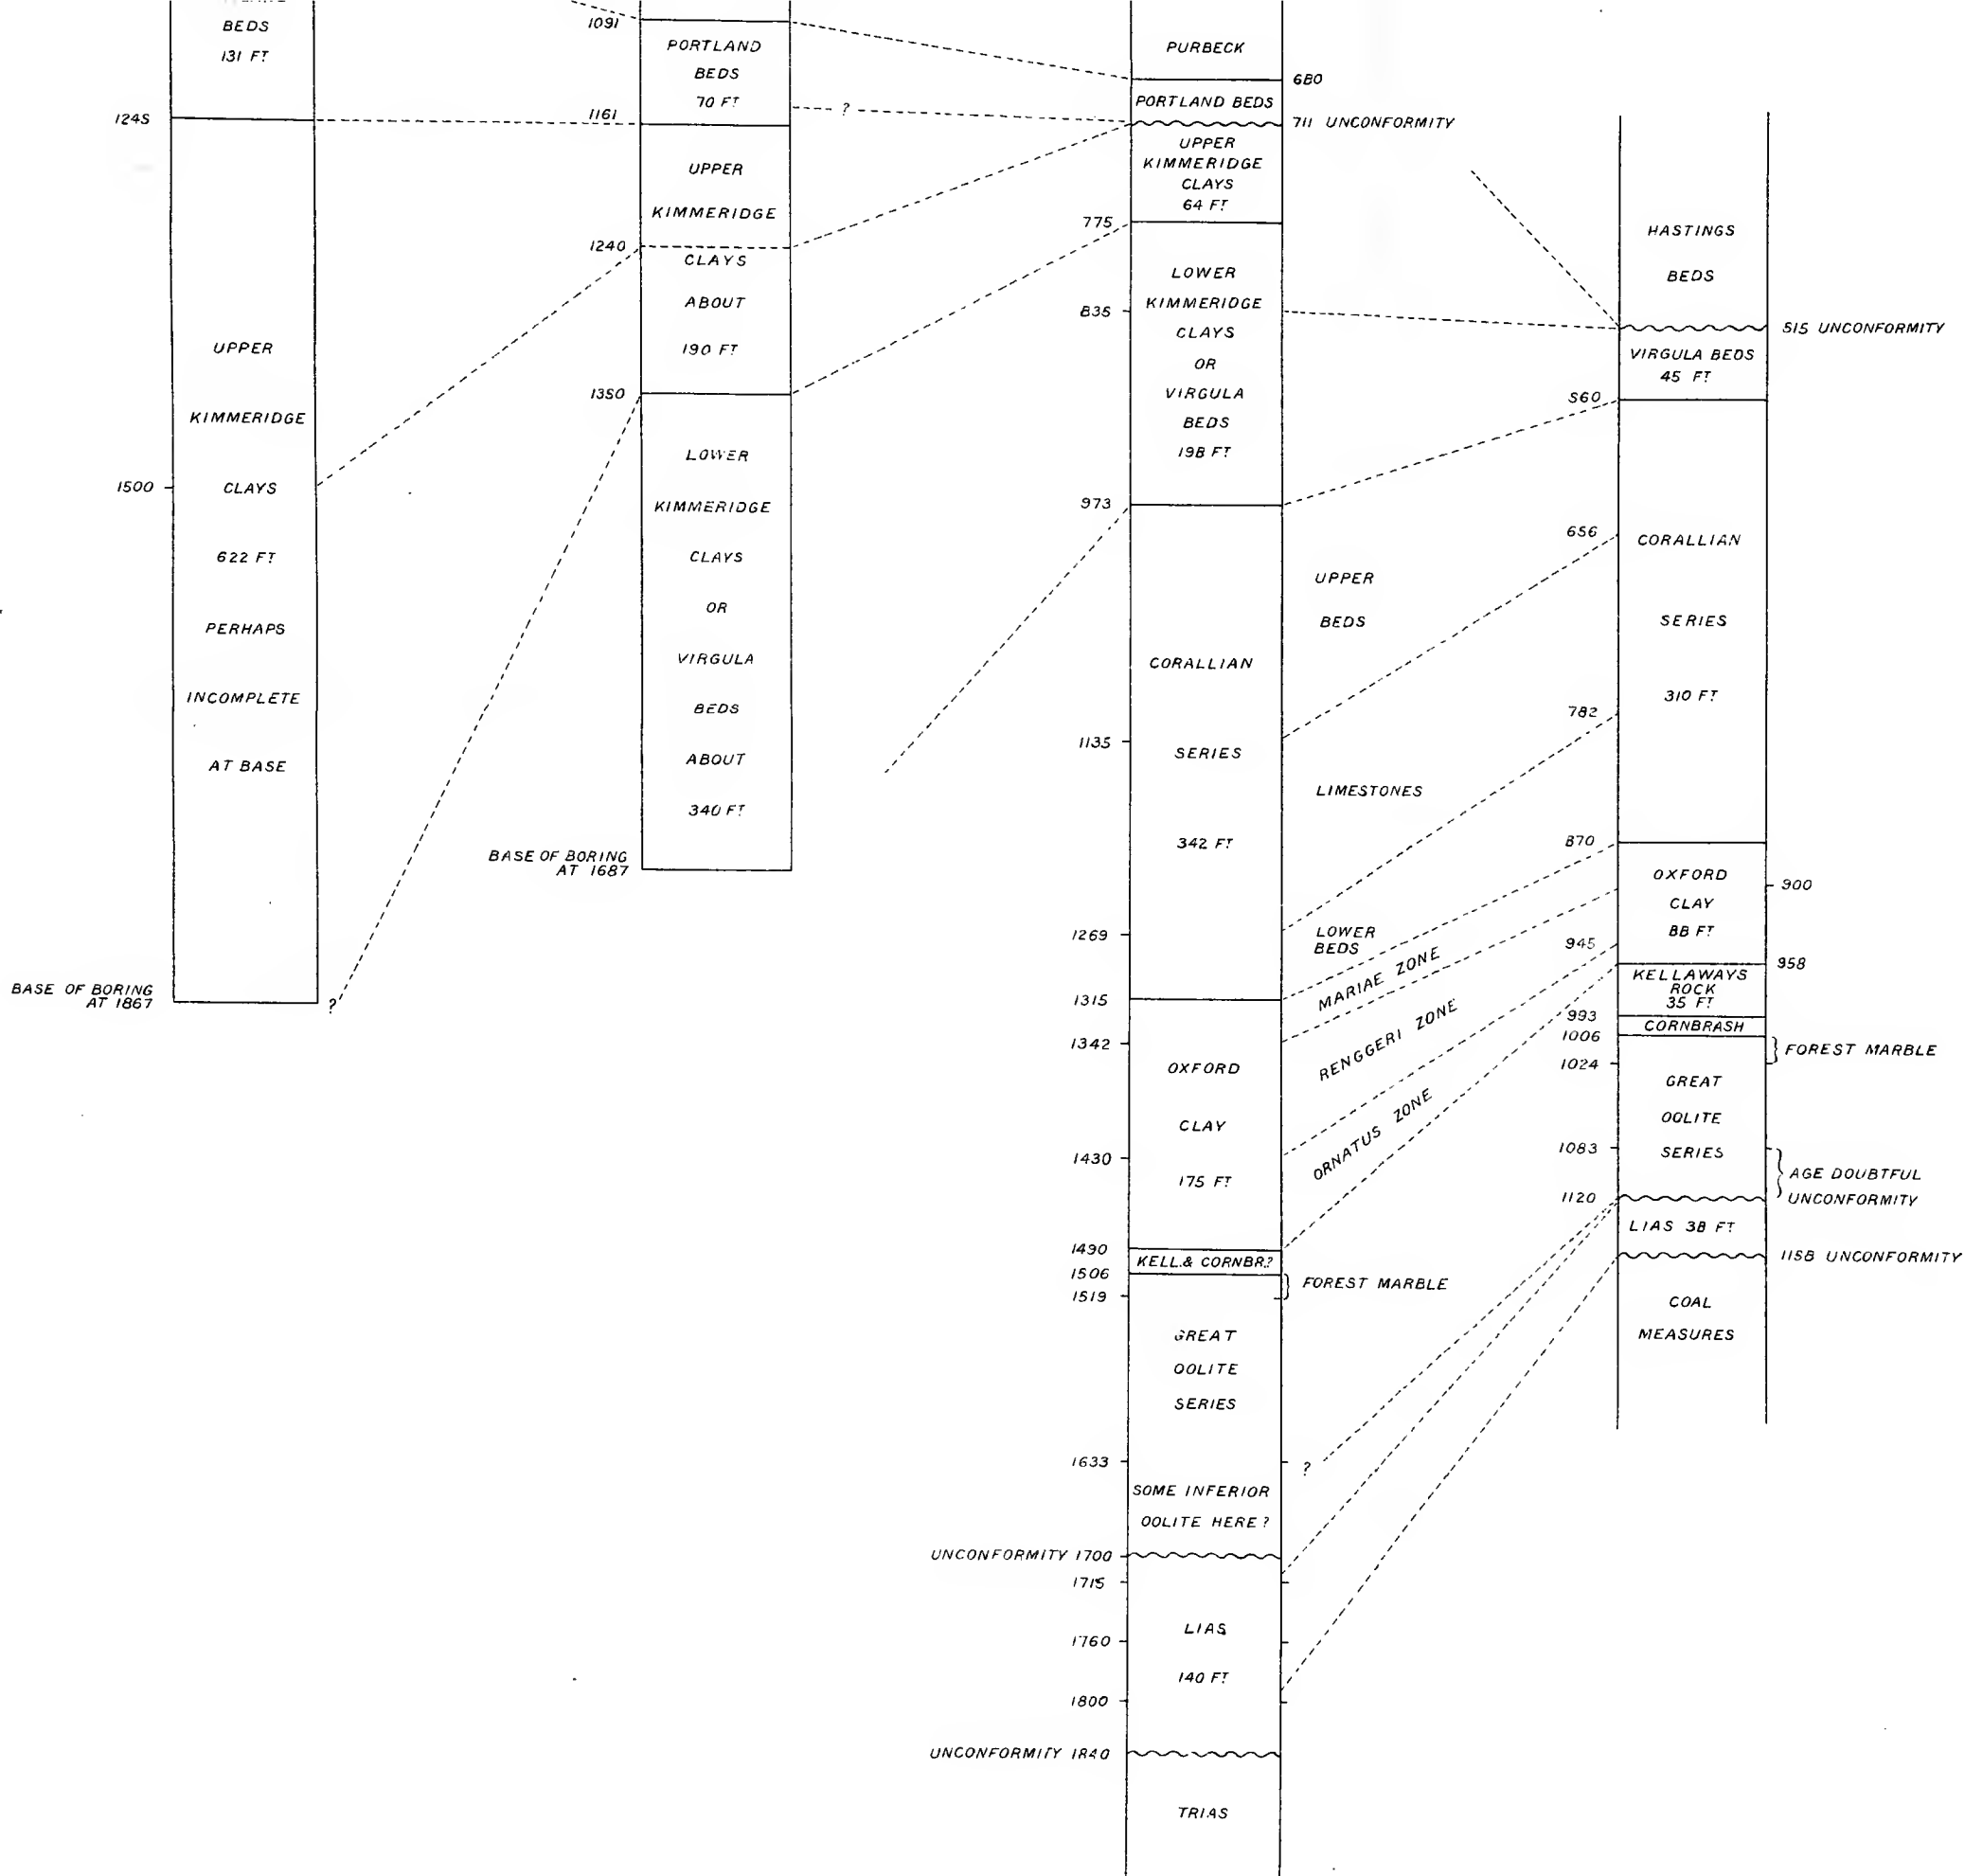 BEDS
131 FT
1245
UPPER
KIMMERIDGE
1500
CLAYS
622 FT
PERHAPS
INCOMPLETE
AT BASE
BASE OF BORING
AT 1867
?
1091
PORTLAND
BEDS
70 FT
?
1161
UPPER
KIMMERIDGE
1240
CLAYS
ABOUT
190 FT
1350
LOWER
KIMMERIDGE
CLAYS
OR
VIRGULA
BEDS
ABOUT
340 FT
BASE OF BORING
AT 1687
PURBECK
680
PORTLAND BEDS
711 UNCONFORMITY
UPPER
KIMMERIDGE
CLAYS
64 FT
775
LOWER
835
KIMMERIDGE
CLAYS
OR
VIRGULA
BEDS
198 FT
973
CORALLIAN
1135
SERIES
342 FT
1269
1315
1342
OXFORD
CLAY
1430
175 FT
1490
KELL. & CORNBR.?
1506
FOREST MARBLE
1519
GREAT
OOLITE
SERIES
1633
?
SOME INFERIOR
OOLITE HERE?
UNCONFORMITY 1700
1715
LIAS
1760
140 FT
1800
UNCONFORMITY 1840
TRIAS
UPPER
BEDS
LIMESTONES
LOWER
BEDS
MARIAE ZONE
RENGGERI ZONE
ORNATUS ZONE
HASTINGS
BEDS
515 UNCONFORMITY
VIRGULA BEDS
45 FT
560
656
CORALLIAN
SERIES
310 FT
782
870
OXFORD
900
CLAY
88 FT
945
958
KELLAWAYS
ROCK
35 FT
993
CORNBRASH
1006
FOREST MARBLE
1024
GREAT
OOLITE
1083
SERIES
AGE DOUBTFUL
1120
UNCONFORMITY
LIAS 38 FT
1158 UNCONFORMITY
COAL
MEASURES